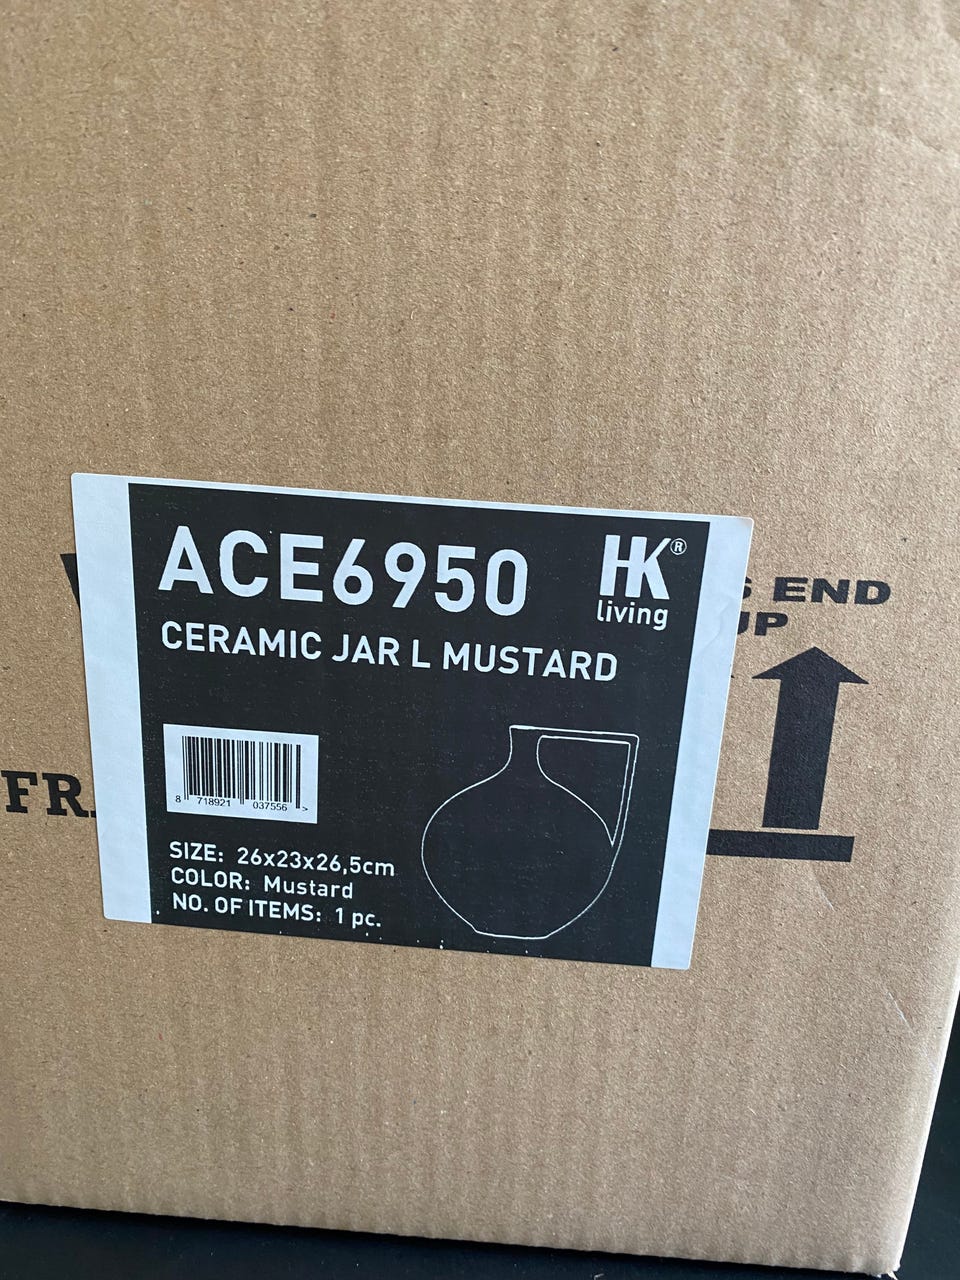 ACE6950
HK®
living
CERAMIC JAR L MUSTARD
8 718921 037556 >
SIZE: 26x23x26,5cm
COLOR: Mustard
NO. OF ITEMS: 1 pc.
END
UP